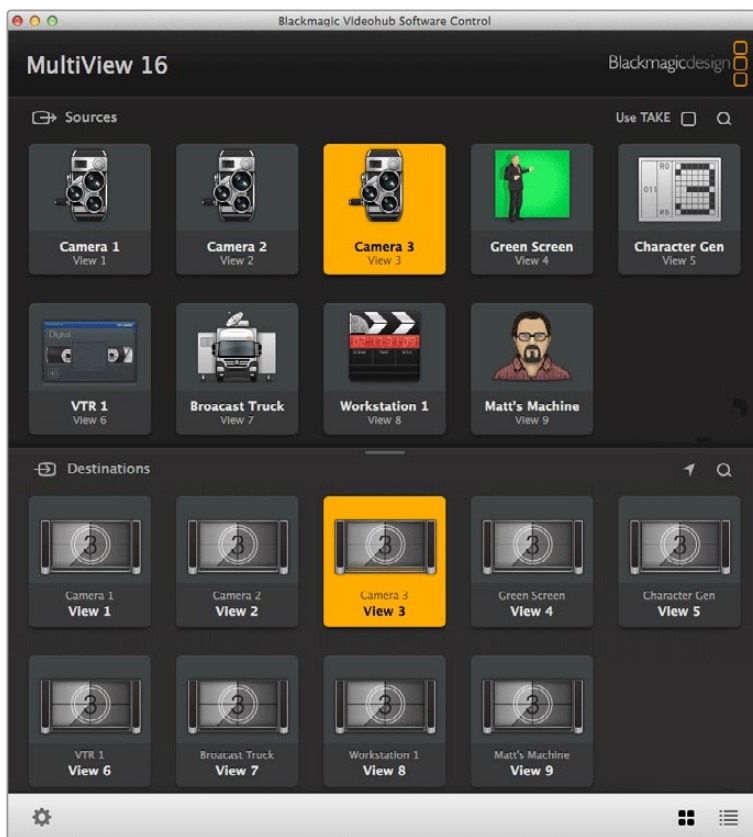 Blackmagic Videohub Software Control
MultiView 16
Blackmagicdesign
Sources
Use TAKE
Camera 1
View 1
Camera 2
View 2
Camera 3
View 3
Green Screen
View 4
Character Gen
View 5
VTR 1
View 6
Broacast Truck
View 7
Workstation 1
View 8
Matt's Machine
View 9
Destinations
Camera 1
View 1
Camera 2
View 2
Camera 3
View 3
Green Screen
View 4
Character Gen
View 5
VTR 1
View 6
Broacast Truck
View 7
Workstation 1
View 8
Matt's Machine
View 9